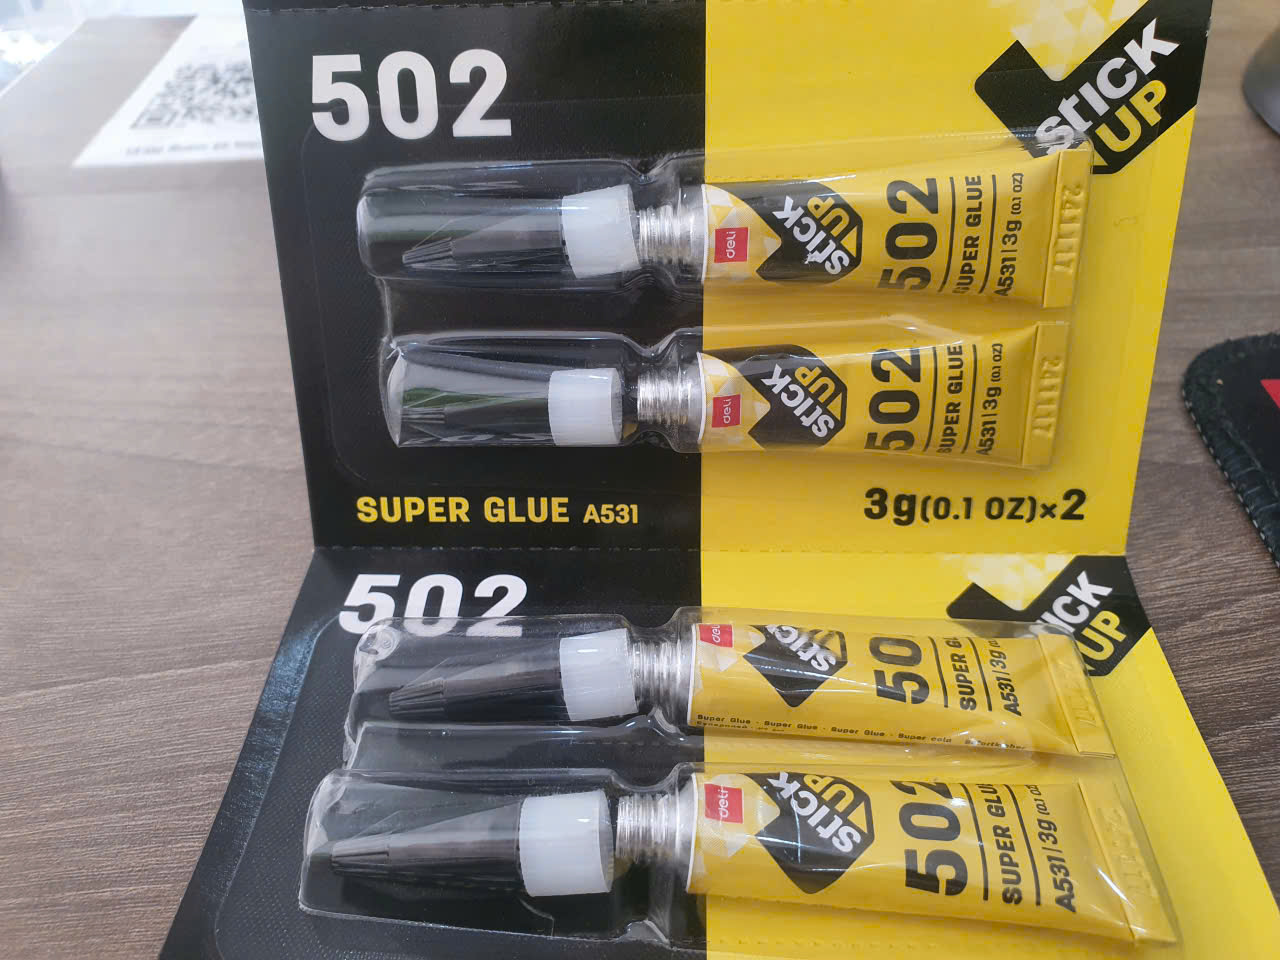 502
STICK
UP
deli
STICK
UP
502
SUPER GLUE
A531 | 3g (0.1 OZ)
241117
deli
STICK
UP
502
SUPER GLUE
A531 | 3g (0.1 OZ)
241117
SUPER GLUE A531
3g(0.1 OZ)×2
502
STICK
UP
deli
STICK
50
SUPER G
A531 | 3g
Super Glue · Super Glue · Super Glue · Super cola
deli
STICK
UP
502
SUPER GLUE
A531 | 3g (0.1 OZ